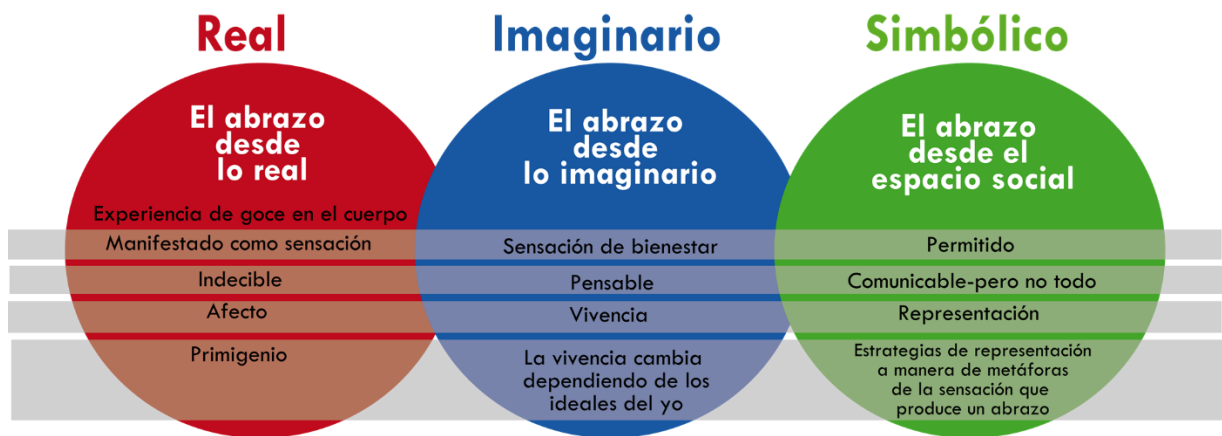 Real
Imaginario
Simbólico
El abrazo
desde
lo real
El abrazo
desde
lo imaginario
El abrazo
desde el
espacio social
Experiencia de goce en el cuerpo
Manifestado como sensación
Sensación de bienestar
Permitido
Indecible
Pensable
Comunicable-pero no todo
Afecto
Vivencia
Representación
Primigenio
La vivencia cambia
dependiendo de los
ideales del yo
Estrategias de representación
a manera de metáforas
de la sensación que
produce un abrazo